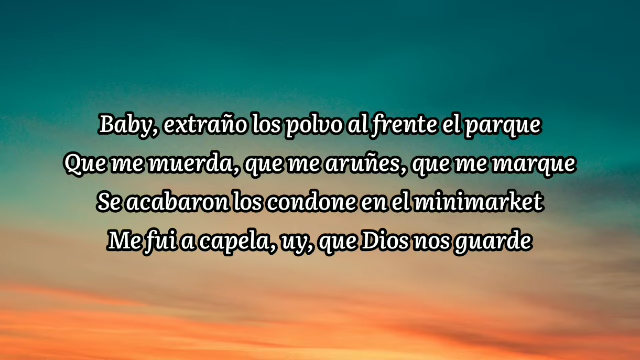 Baby, extraño los polvo al frente el parque
Que me muerda, que me aruñes, que me marque
Se acabaron los condone en el minimarket
Me fui a capela, uy, que Dios nos guarde